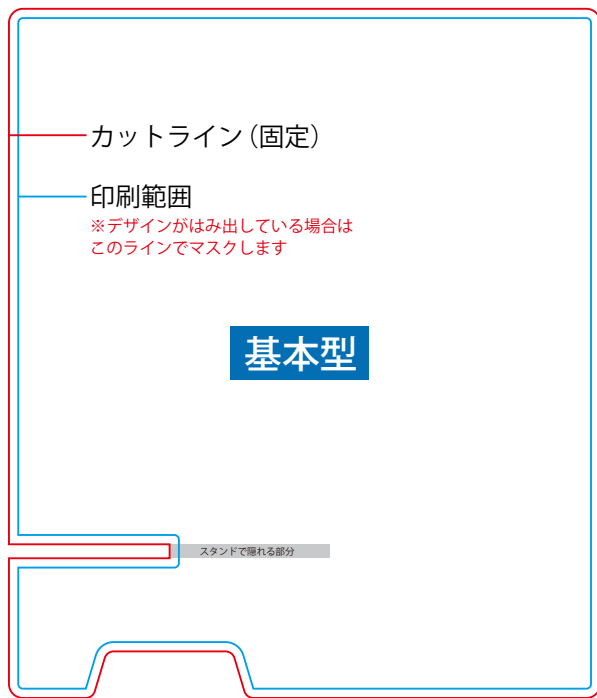 カットライン（固定）
印刷範囲
※デザインがはみ出している場合は
このラインでマスクします
基本型
スタンドで隠れる部分